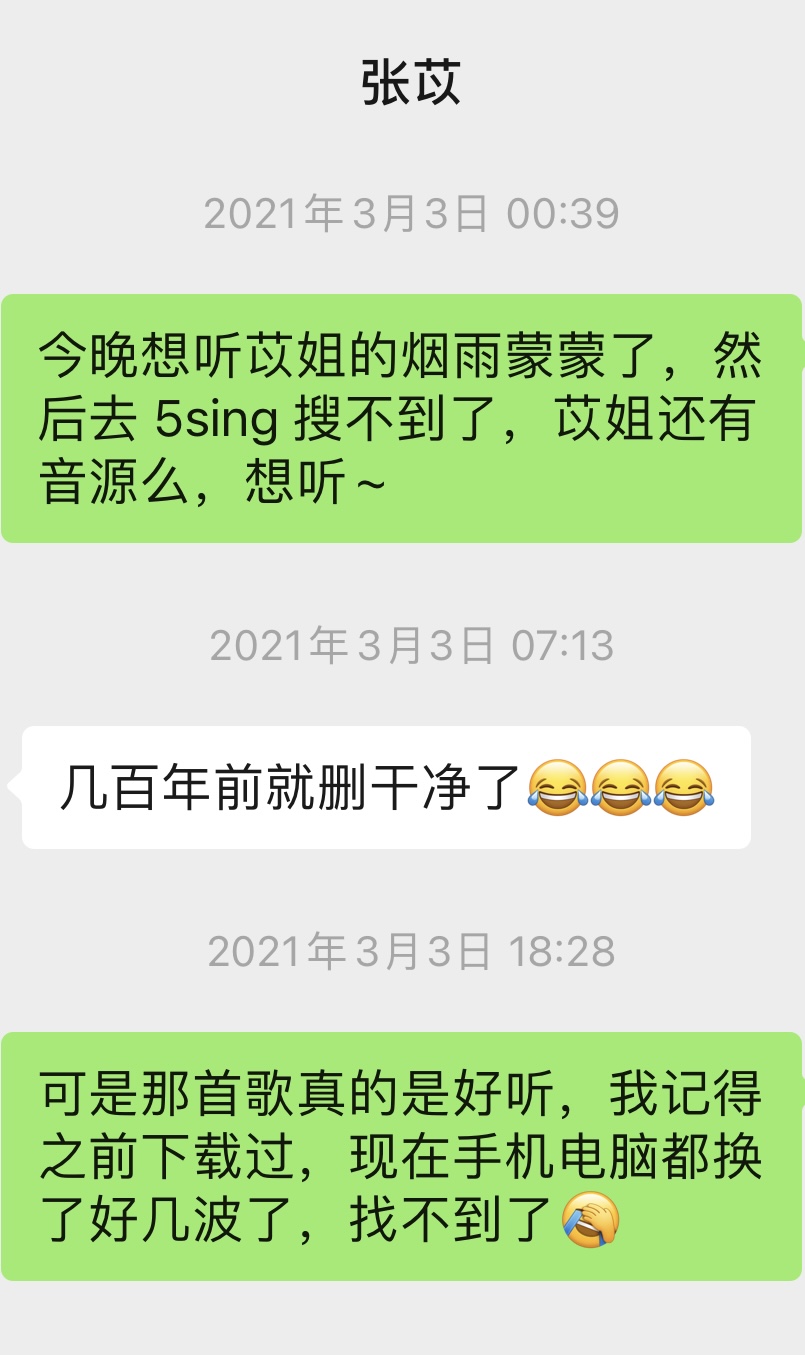 张苡
2021年3月3日 00:39
今晚想听苡姐的烟雨蒙蒙了，然
后去 5sing 搜不到了，苡姐还有
音源么，想听～
2021年3月3日 07:13
几百年前就删干净了😂😂😂
2021年3月3日 18:28
可是那首歌真的是好听，我记得
之前下载过，现在手机电脑都换
了好几波了，找不到了